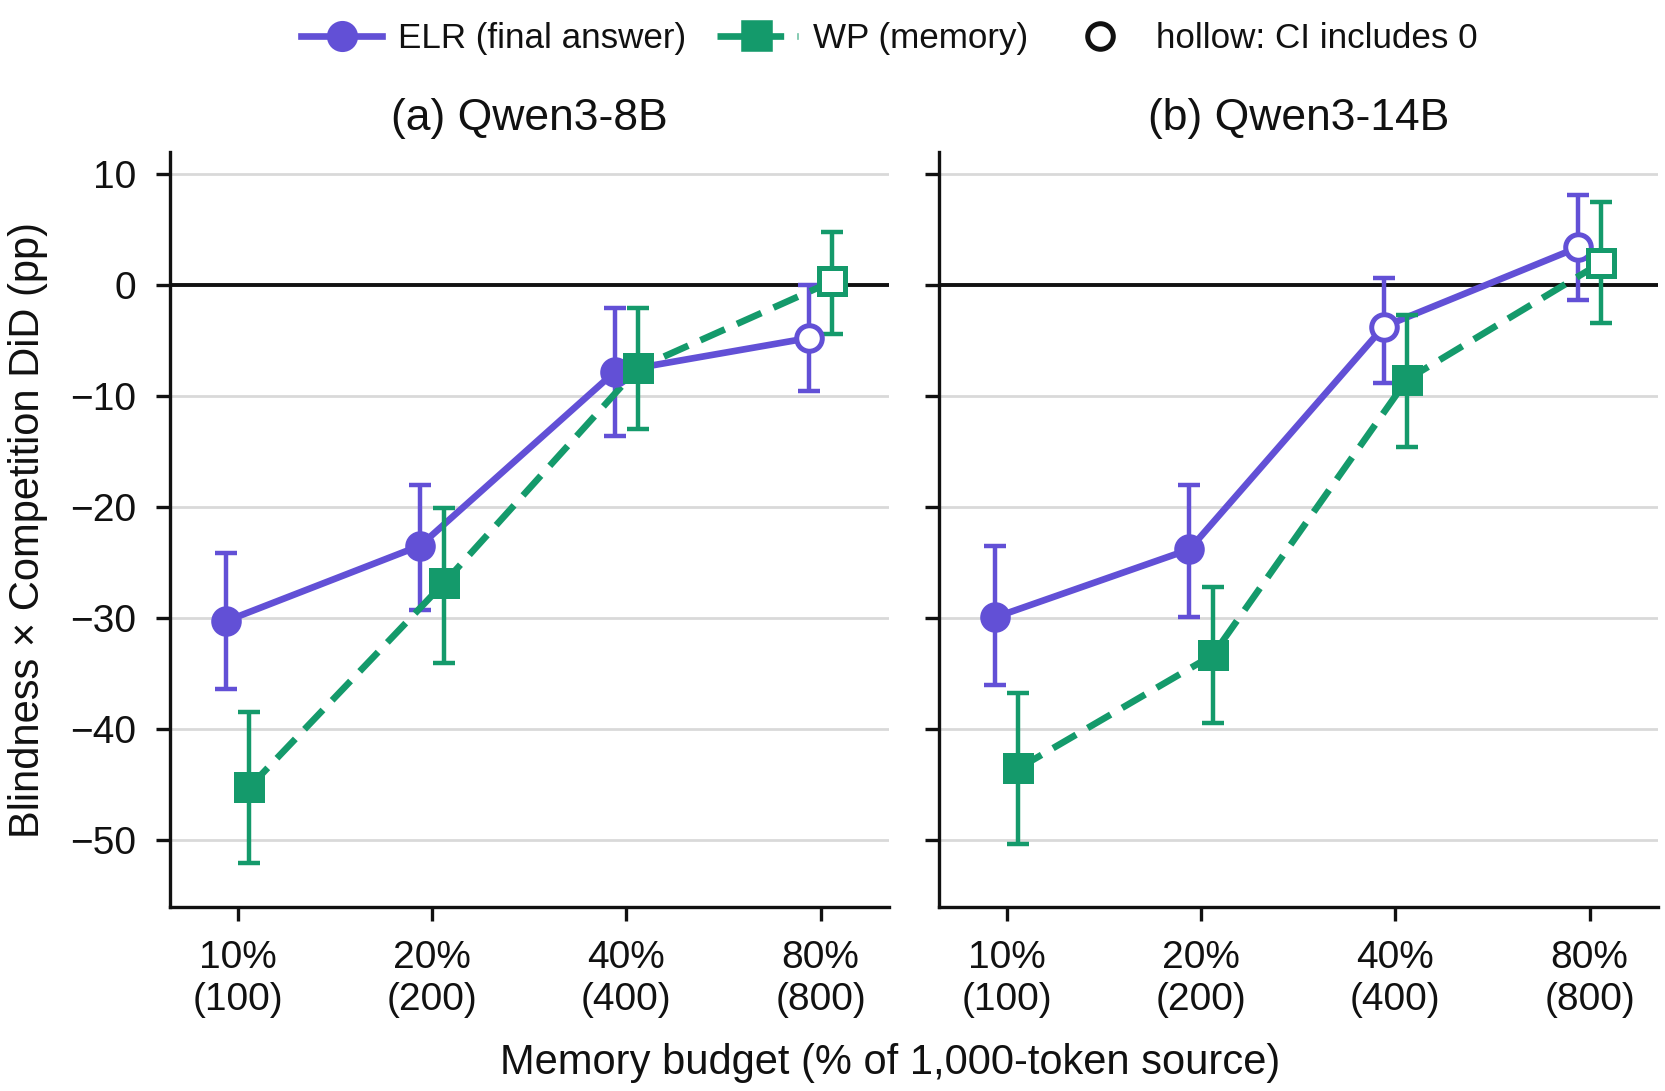 ELR (final answer) WP (memory) hollow: CI includes 0
(a) Qwen3-8B
(b) Qwen3-14B
Blindness × Competition DiD (pp)
10
0
−10
−20
−30
−40
−50
10% 20% 40% 80%
(100) (200) (400) (800)
10% 20% 40% 80%
(100) (200) (400) (800)
Memory budget (% of 1,000-token source)